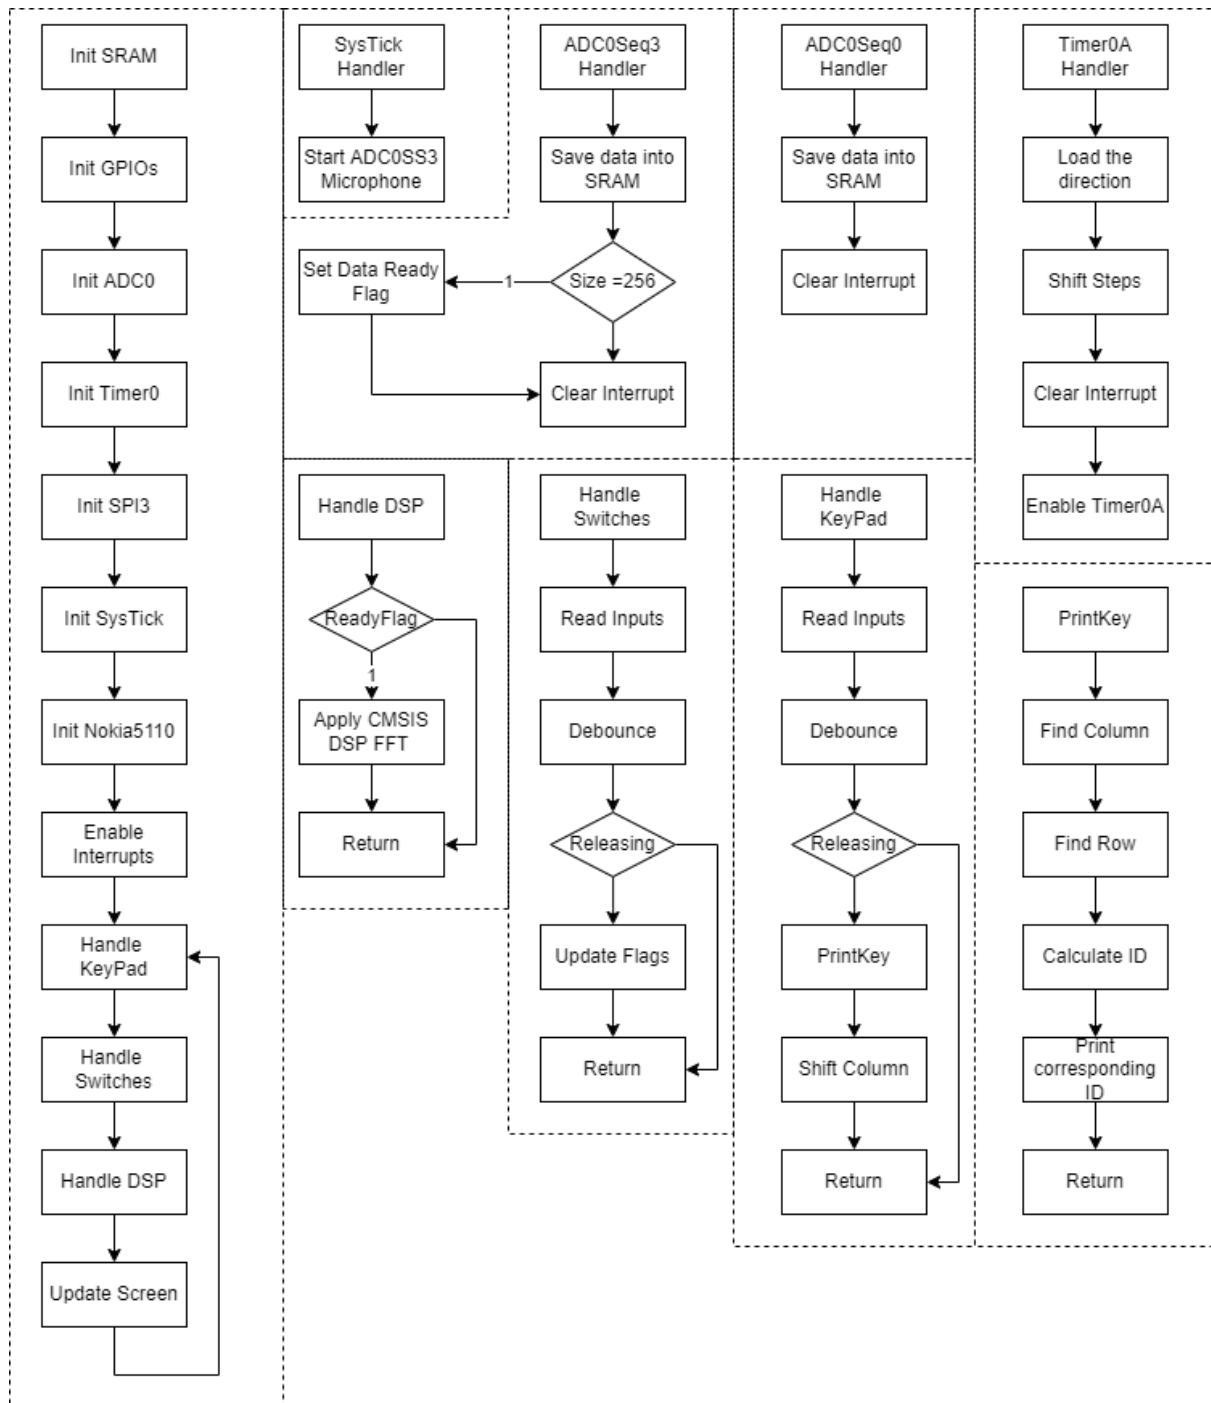 Init SRAM
Init GPIOs
Init ADC0
Init Timer0
Init SPI3
Init SysTick
Init Nokia5110
Enable
Interrupts
Handle
KeyPad
Handle
Switches
Handle DSP
Update Screen
SysTick
Handler
Start ADC0SS3
Microphone
ADC0Seq3
Handler
Save data into
SRAM
Size =256
1
Set Data Ready
Flag
Clear Interrupt
ADC0Seq0
Handler
Save data into
SRAM
Clear Interrupt
Timer0A
Handler
Load the
direction
Shift Steps
Clear Interrupt
Enable Timer0A
Handle DSP
ReadyFlag
1
Apply CMSIS
DSP FFT
Return
Handle
Switches
Read Inputs
Debounce
Releasing
Update Flags
Return
Handle
KeyPad
Read Inputs
Debounce
Releasing
PrintKey
Shift Column
Return
PrintKey
Find Column
Find Row
Calculate ID
Print
corresponding
ID
Return